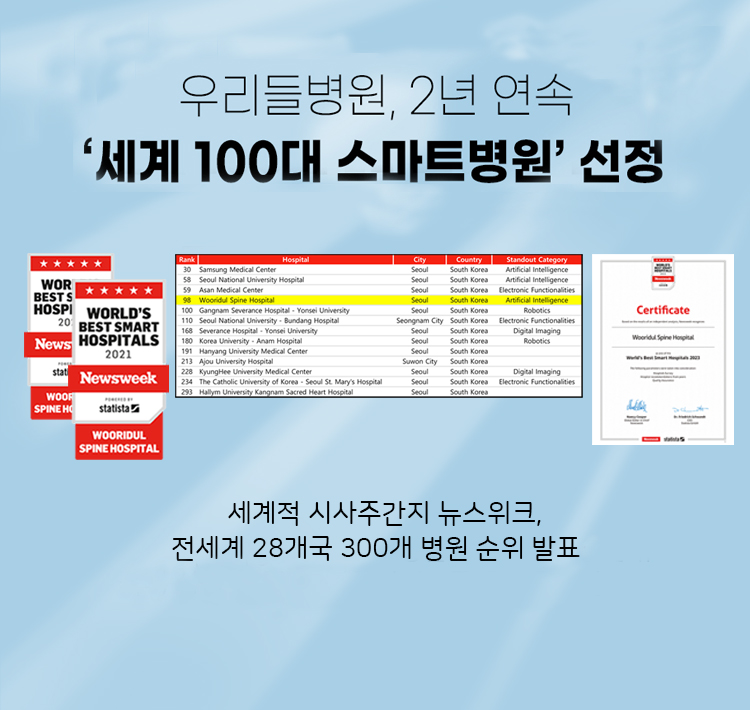 우리들병원, 2년 연속
‘세계 100대 스마트병원’ 선정
★★★★★
WOR
BEST S
HOSPI
20
News
POWE
stati
WOORI
SPINE HO
★★★★★
WORLD'S
BEST SMART
HOSPITALS
2021
Newsweek
POWERED BY
statista
WOORIDUL
SPINE HOSPITAL
Rank Hospital City Country Standout Category
30 Samsung Medical Center Seoul South Korea Artificial Intelligence
58 Seoul National University Hospital Seoul South Korea Artificial Intelligence
59 Asan Medical Center Seoul South Korea Electronic Functionalities
98 Wooridul Spine Hospital Seoul South Korea Artificial Intelligence
100 Gangnam Severance Hospital - Yonsei University Seoul South Korea Robotics
110 Seoul National University - Bundang Hospital Seongnam City South Korea Electronic Functionalities
168 Severance Hospital - Yonsei University Seoul South Korea Digital Imaging
180 Korea University - Anam Hospital Seoul South Korea Robotics
191 Hanyang University Medical Center Seoul South Korea
213 Ajou University Hospital Suwon City South Korea
228 KyungHee University Medical Center Seoul South Korea Digital Imaging
234 The Catholic University of Korea - Seoul St. Mary's Hospital Seoul South Korea Electronic Functionalities
293 Hallym University Kangnam Sacred Heart Hospital Seoul South Korea
WORLD'S
BEST SMART
HOSPITALS
Newsweek
Certificate
Wooridul Spine Hospital
World's Best Smart Hospitals 2023
Newsweek statista
세계적 시사주간지 뉴스위크,
전세계 28개국 300개 병원 순위 발표